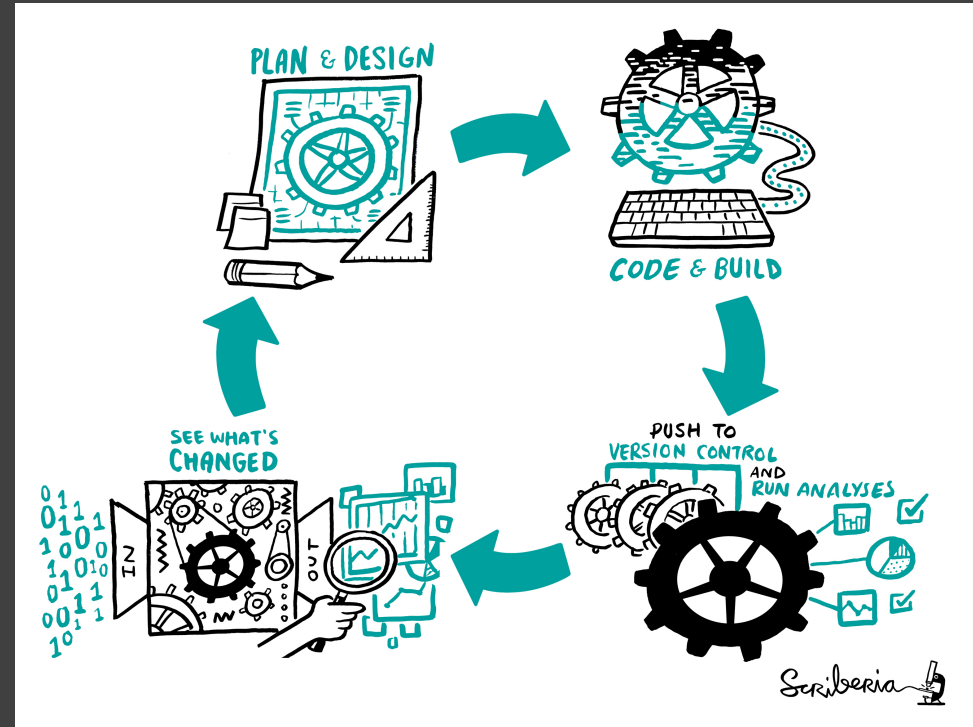 PLAN & DESIGN
CODE & BUILD
PUSH TO
VERSION CONTROL
AND
RUN ANALYSES
SEE WHAT'S
CHANGED
IN
OUT
Scriberia